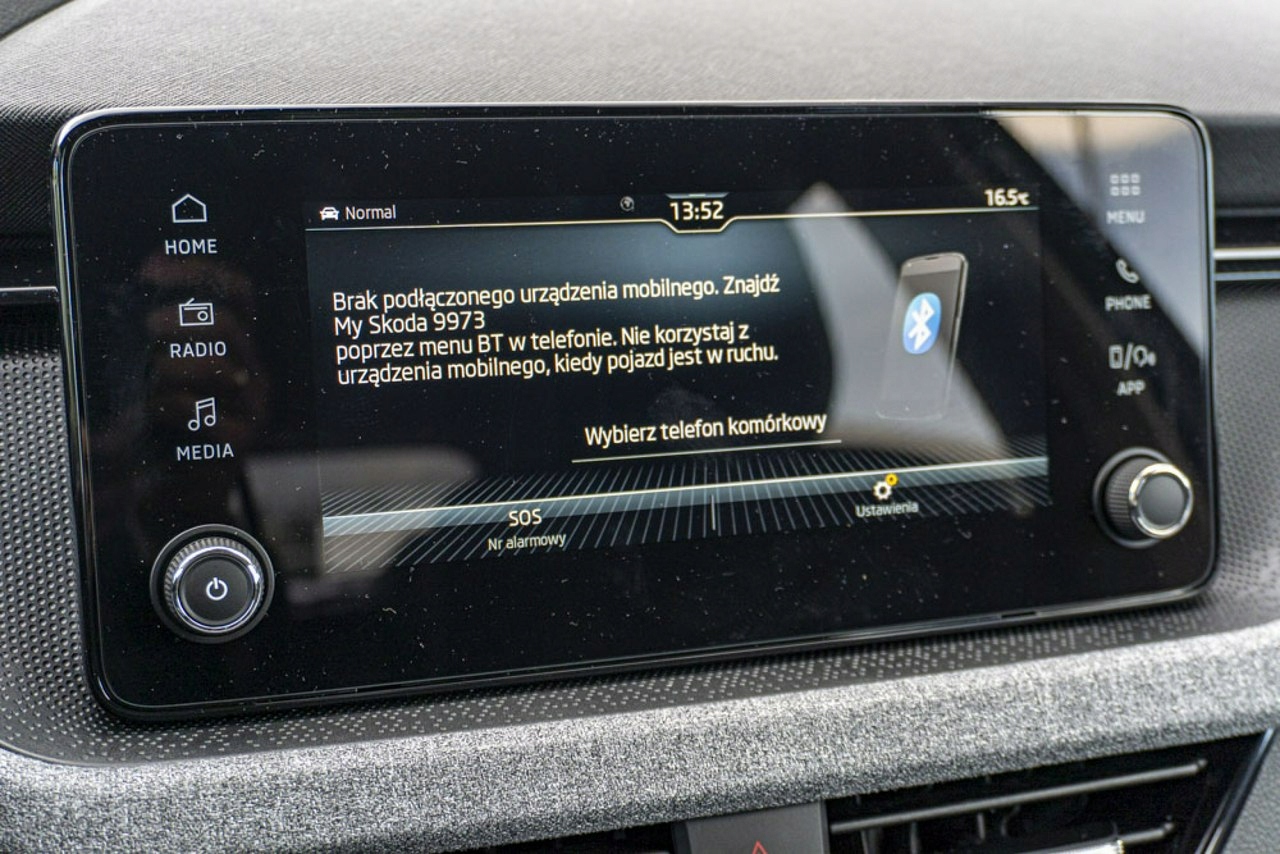 HOME
RADIO
MEDIA
Normal
13:52
16.5°C
Brak podłączonego urządzenia mobilnego. Znajdź
My Skoda 9973
poprzez menu BT w telefonie. Nie korzystaj z
urządzenia mobilnego, kiedy pojazd jest w ruchu.
Wybierz telefon komórkowy
SOS
Nr alarmowy
Ustawienia
MENU
PHONE
APP